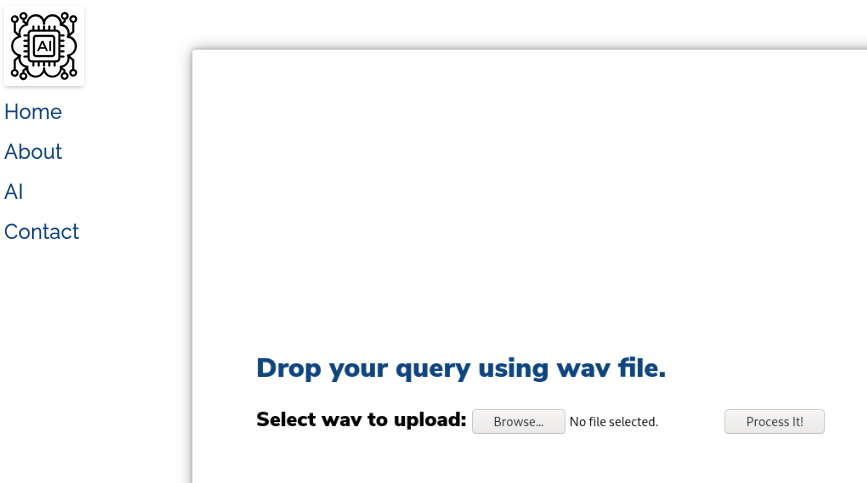 AI
Home
About
AI
Contact
Drop your query using wav file.
Select wav to upload: Browse... No file selected. Process It!